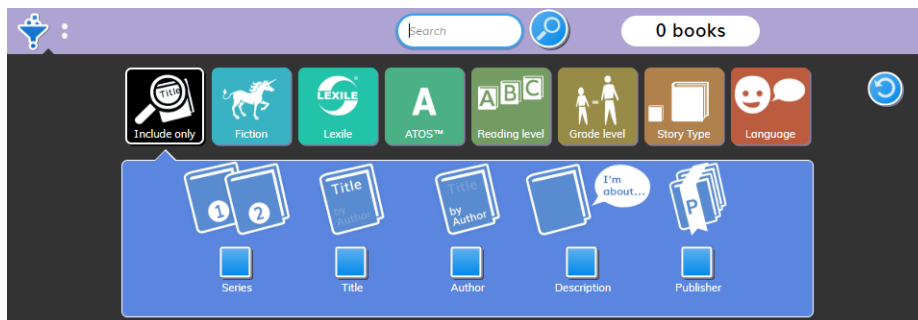 Search
0 books
Title
LEXILE
A
A B C
Include only
Fiction
Lexile
ATOS™
Reading level
Grade level
Story Type
Language
1 2
Title
by
Author
Title
by
Author
I'm
about...
P
Series
Title
Author
Description
Publisher